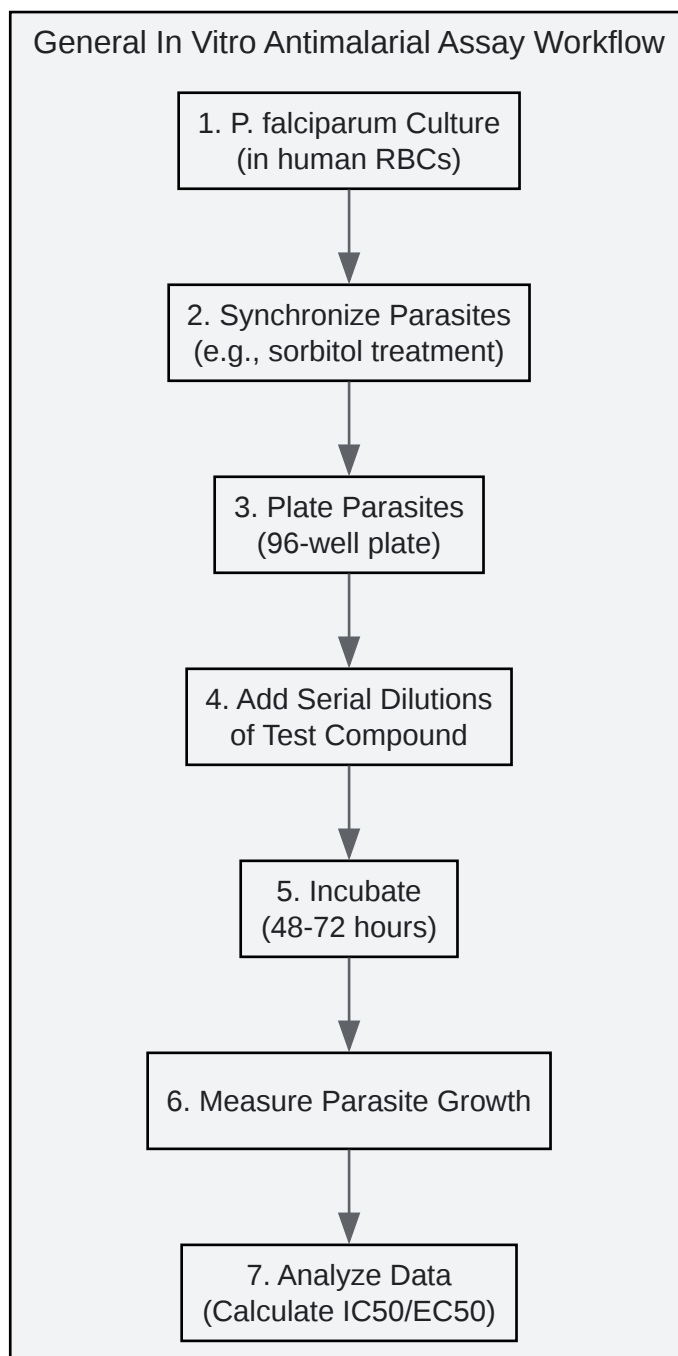 General In Vitro Antimalarial Assay Workflow
1. P. falciparum Culture
(in human RBCs)
2. Synchronize Parasites
(e.g., sorbitol treatment)
3. Plate Parasites
(96-well plate)
4. Add Serial Dilutions
of Test Compound
5. Incubate
(48-72 hours)
6. Measure Parasite Growth
7. Analyze Data
(Calculate IC50/EC50)